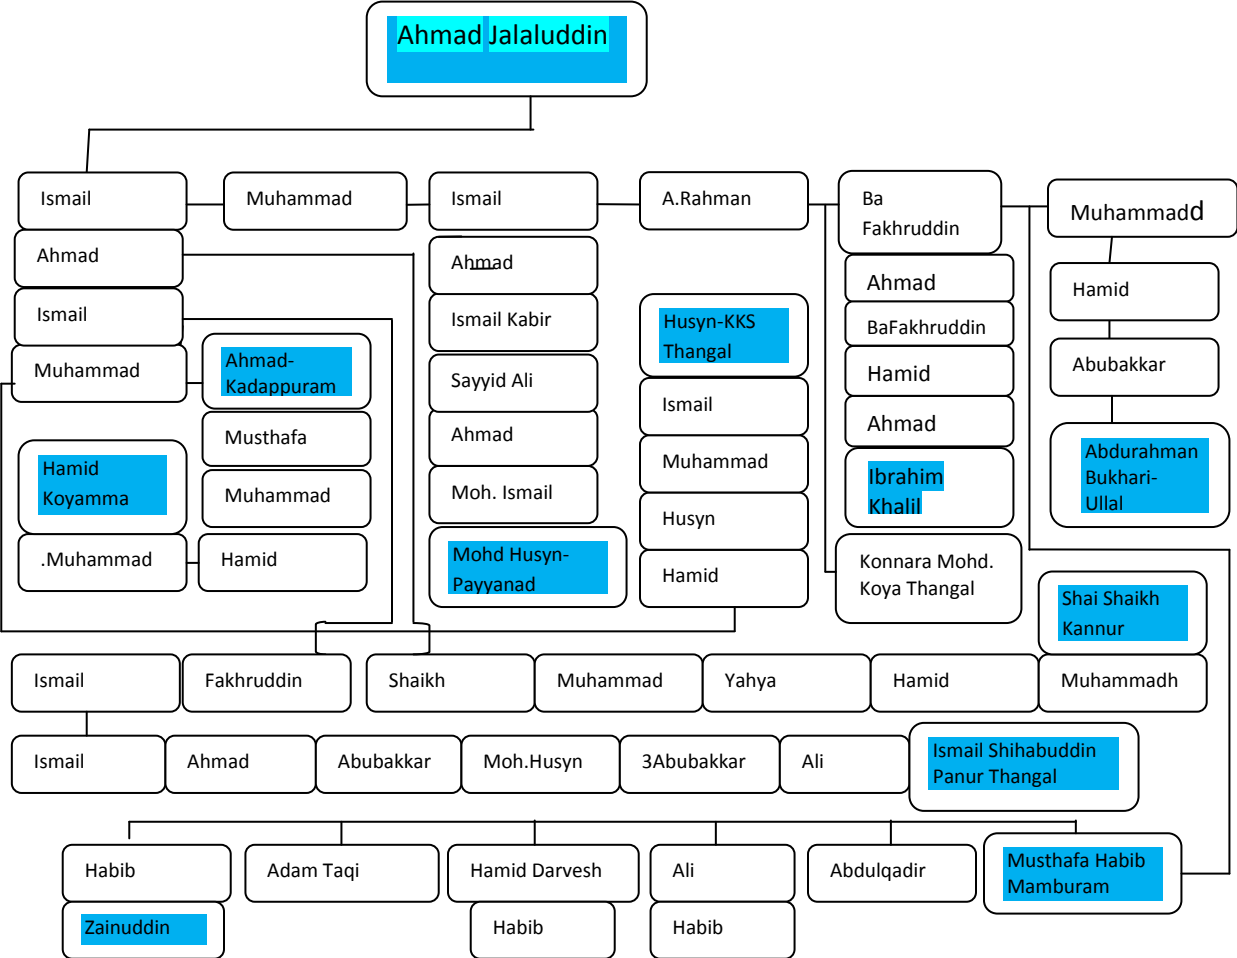 Ahmad Jalaluddin
Ismail
Muhammad
Ismail
A.Rahman
Ba
Fakhruddin
Muhammadd
Ahmad
Ahmad
Ahmad
Hamid
Ismail
Ismail Kabir
Husyn-KKS
Thangal
BaFakhruddin
Muhammad
Ahmad-
Kadappuram
Sayyid Ali
Hamid
Abubakkar
Ismail
Musthafa
Ahmad
Ahmad
Hamid
Koyamma
Muhammad
Moh. Ismail
Muhammad
Ibrahim
Khalil
Abdurahman
Bukhari-
Ullal
Husyn
.Muhammad
Hamid
Mohd Husyn-
Payyanad
Hamid
Konnara Mohd.
Koya Thangal
Shai Shaikh
Kannur
Ismail
Fakhruddin
Shaikh
Muhammad
Yahya
Hamid
Muhammadh
Ismail
Ahmad
Abubakkar
Moh.Husyn
3Abubakkar
Ali
Ismail Shihabuddin
Panur Thangal
Habib
Adam Taqi
Hamid Darvesh
Ali
Abdulqadir
Musthafa Habib
Mamburam
Zainuddin
Habib
Habib